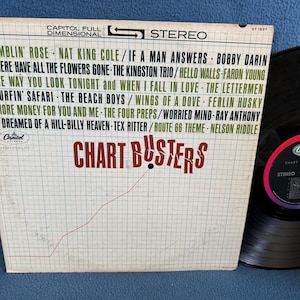 CAPITOL FULL DIMENSIONAL STEREO
MBLIN' ROSE · NAT KING COLE / IF A MAN ANSWERS · BOBBY DARIN
ERE HAVE ALL THE FLOWERS GONE · THE KINGSTON TRIO / HELLO WALLS · FARON YOUNG
E WAY YOU LOOK TONIGHT and WHEN I FALL IN LOVE · THE LETTERMEN
URFIN' SAFARI · THE BEACH BOYS / WINGS OF A DOVE · FERLIN HUSKY
MORE MONEY FOR YOU AND ME · THE FOUR PREPS / WORRIED MIND · RAY ANTHONY
DREAMED OF A HILL-BILLY HEAVEN · TEX RITTER / ROUTE 66 THEME · NELSON RIDDLE
Capitol
CHART BUSTERS
STEREO